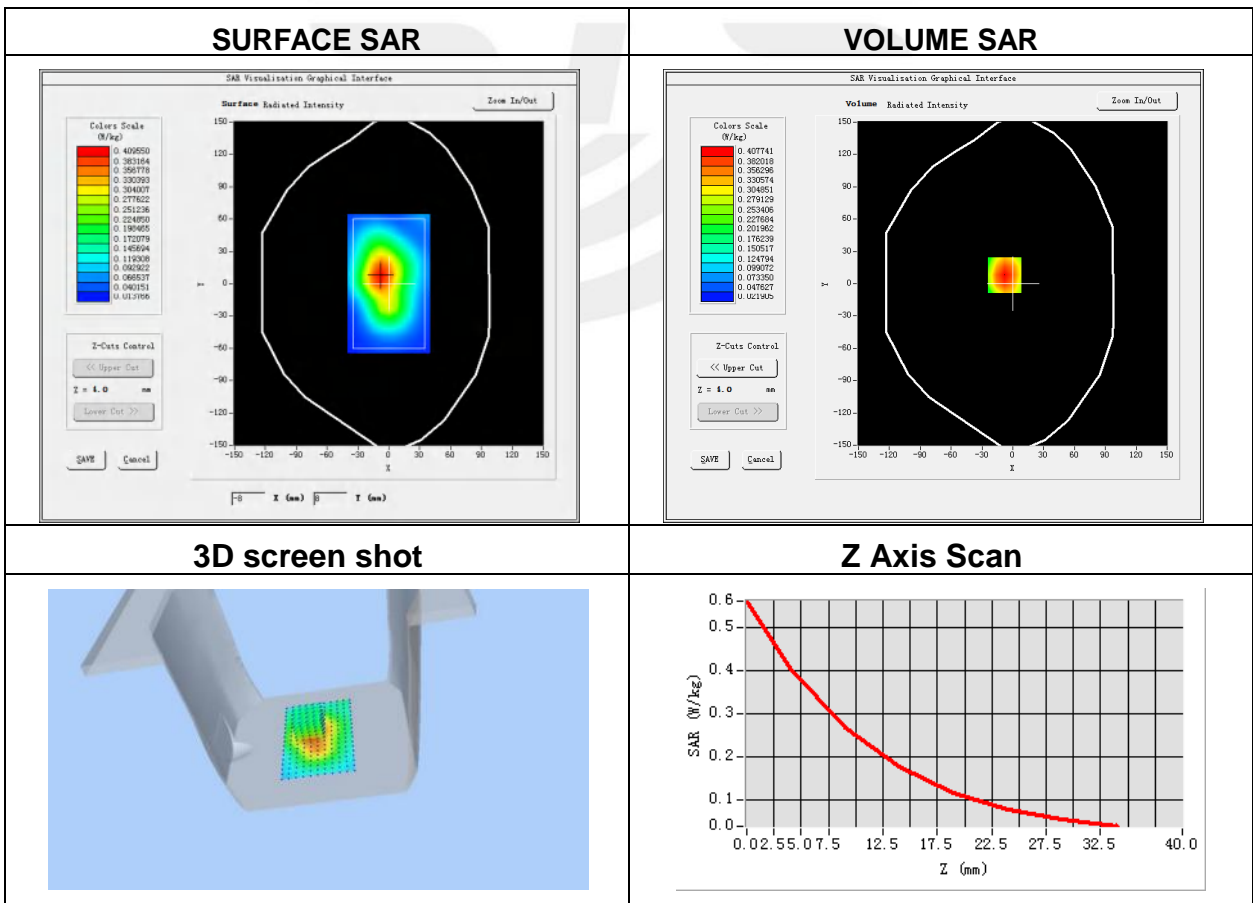 SURFACE SAR
VOLUME SAR
SAR Visualisation Graphical Interface
Surface Radiated Intensity
Zoom In/Out
Colors Scale
(W/kg)
0.409550
0.383164
0.356778
0.330393
0.304007
0.277622
0.251236
0.224850
0.198465
0.172079
0.145694
0.119308
0.092922
0.066537
0.040151
0.013766
Z-Cuts Control
<< Upper Cut
Z = 4.0 mm
Lower Cut >>
SAVE Cancel
150
120
90
60
30
0
-30
-60
-90
-120
-150
Y
-150 -120 -90 -60 -30 0 30 60 90 120 150
X
-8 X (mm) 8 Y (mm)
SAR Visualisation Graphical Interface
Volume Radiated Intensity
Zoom In/Out
Colors Scale
(W/kg)
0.407741
0.382018
0.356296
0.330574
0.304851
0.279129
0.253406
0.227684
0.201962
0.176239
0.150517
0.124794
0.099072
0.073350
0.047627
0.021905
Z-Cuts Control
<< Upper Cut
Z = 4.0 mm
Lower Cut >>
SAVE Cancel
150
120
90
60
30
0
-30
-60
-90
-120
-150
Y
-150 -120 -90 -60 -30 0 30 60 90 120 150
X
3D screen shot
Z Axis Scan
0.6
0.5
0.4
0.3
0.2
0.1
0.0
SAR (W/kg)
0.0 2.5 5.0 7.5 12.5 17.5 22.5 27.5 32.5 40.0
Z (mm)